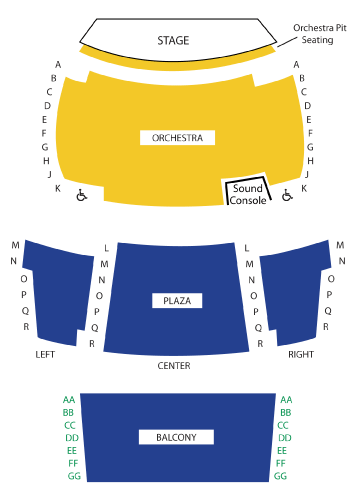 STAGE
Orchestra Pit
Seating
A A
B B
C C
D D
E E
F F
ORCHESTRA
G G
H H
J J
K K
Sound
Console
M L L M
N M M N
O N N O
P O O P
PLAZA
Q P P Q
R Q Q R
R R
LEFT RIGHT
CENTER
AA AA
BB BB
CC CC
DD DD
BALCONY
EE EE
FF FF
GG GG